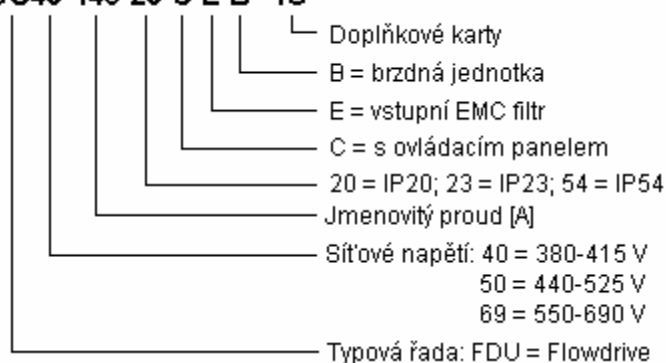 Doplňkové karty
B = brzdná jednotka
E = vstupní EMC filtr
C = s ovládacím panelem
20 = IP20; 23 = IP23; 54 = IP54
Jmenovitý proud [A]
Síťové napětí: 40 = 380-415 V
50 = 440-525 V
69 = 550-690 V
Typová řada: FDU = Flowdrive